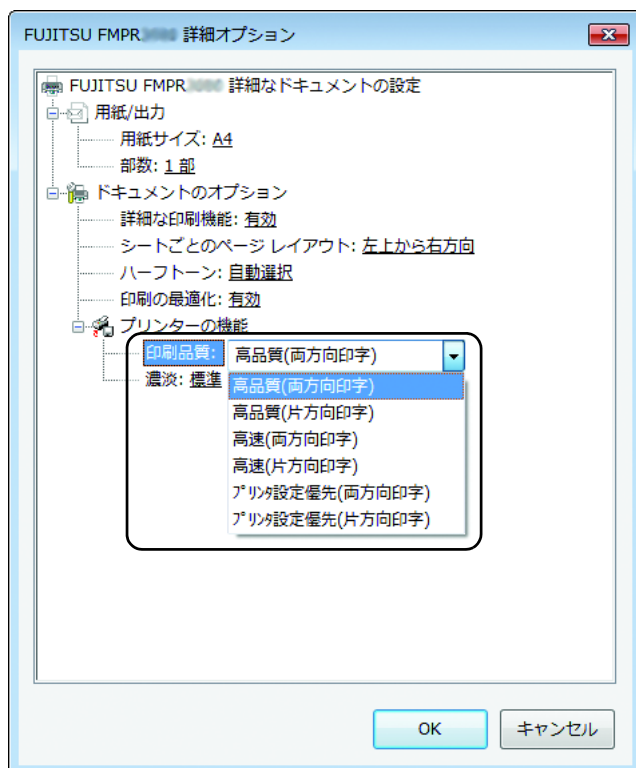 FUJITSU FMPR 詳細オプション
FUJITSU FMPR 詳細なドキュメントの設定
用紙/出力
用紙サイズ: A4
部数: 1 部
ドキュメントのオプション
詳細な印刷機能: 有効
シートごとのページ レイアウト: 左上から右方向
ハーフトーン: 自動選択
印刷の最適化: 有効
プリンターの機能
印刷品質: 高品質(両方向印字)
濃淡: 標準
高品質(両方向印字)
高品質(片方向印字)
高速(両方向印字)
高速(片方向印字)
ﾌﾟﾘﾝﾀ設定優先(両方向印字)
ﾌﾟﾘﾝﾀ設定優先(片方向印字)
OK
キャンセル